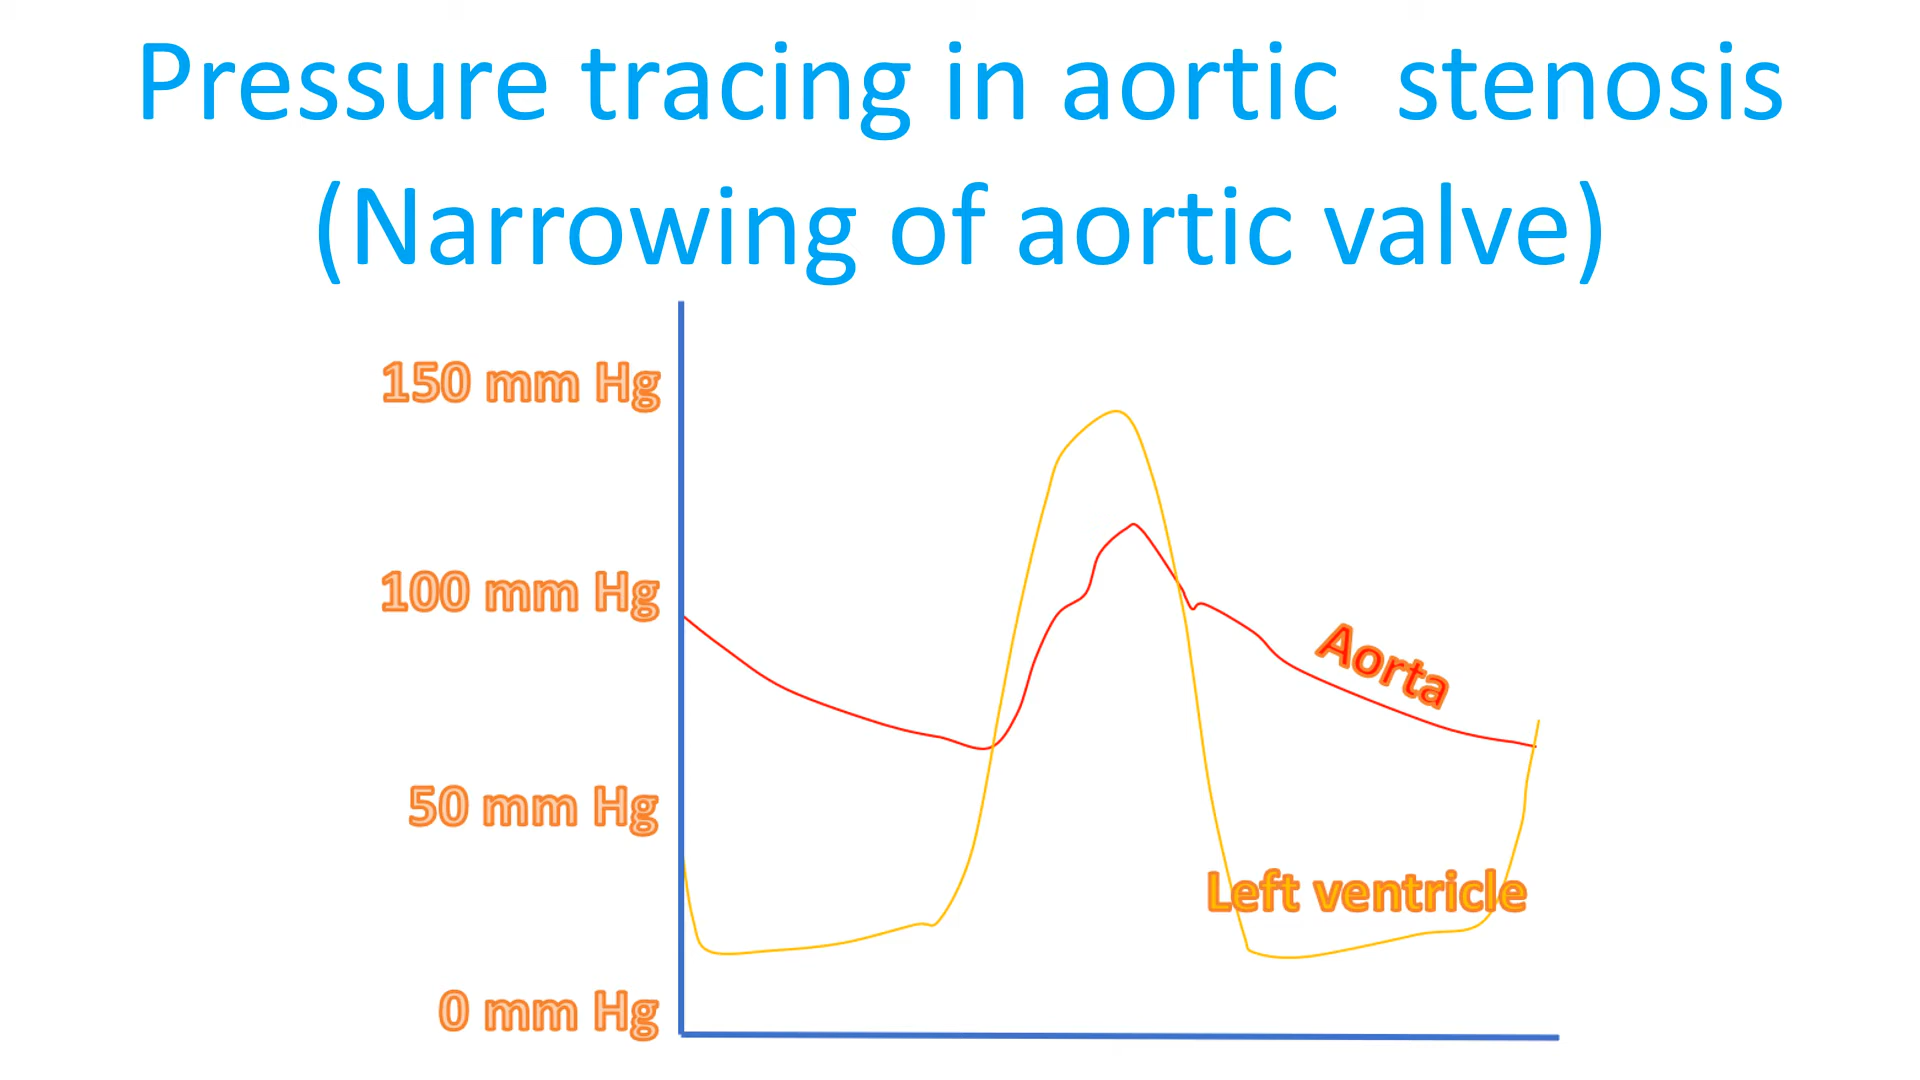 Pressure tracing in aortic  stenosis
(Narrowing of aortic valve)
150 mm Hg
100 mm Hg
Aorta
50 mm Hg
Left ventricle
0 mm Hg